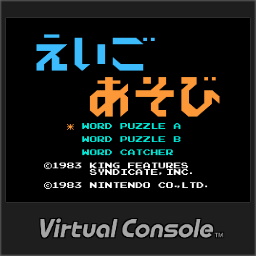 えいご
あそび
* WORD PUZZLE A
WORD PUZZLE B
WORD CATCHER
©1983 KING FEATURES
SYNDICATE,INC.
©1983 NINTENDO CO.,LTD.
Virtual Console™